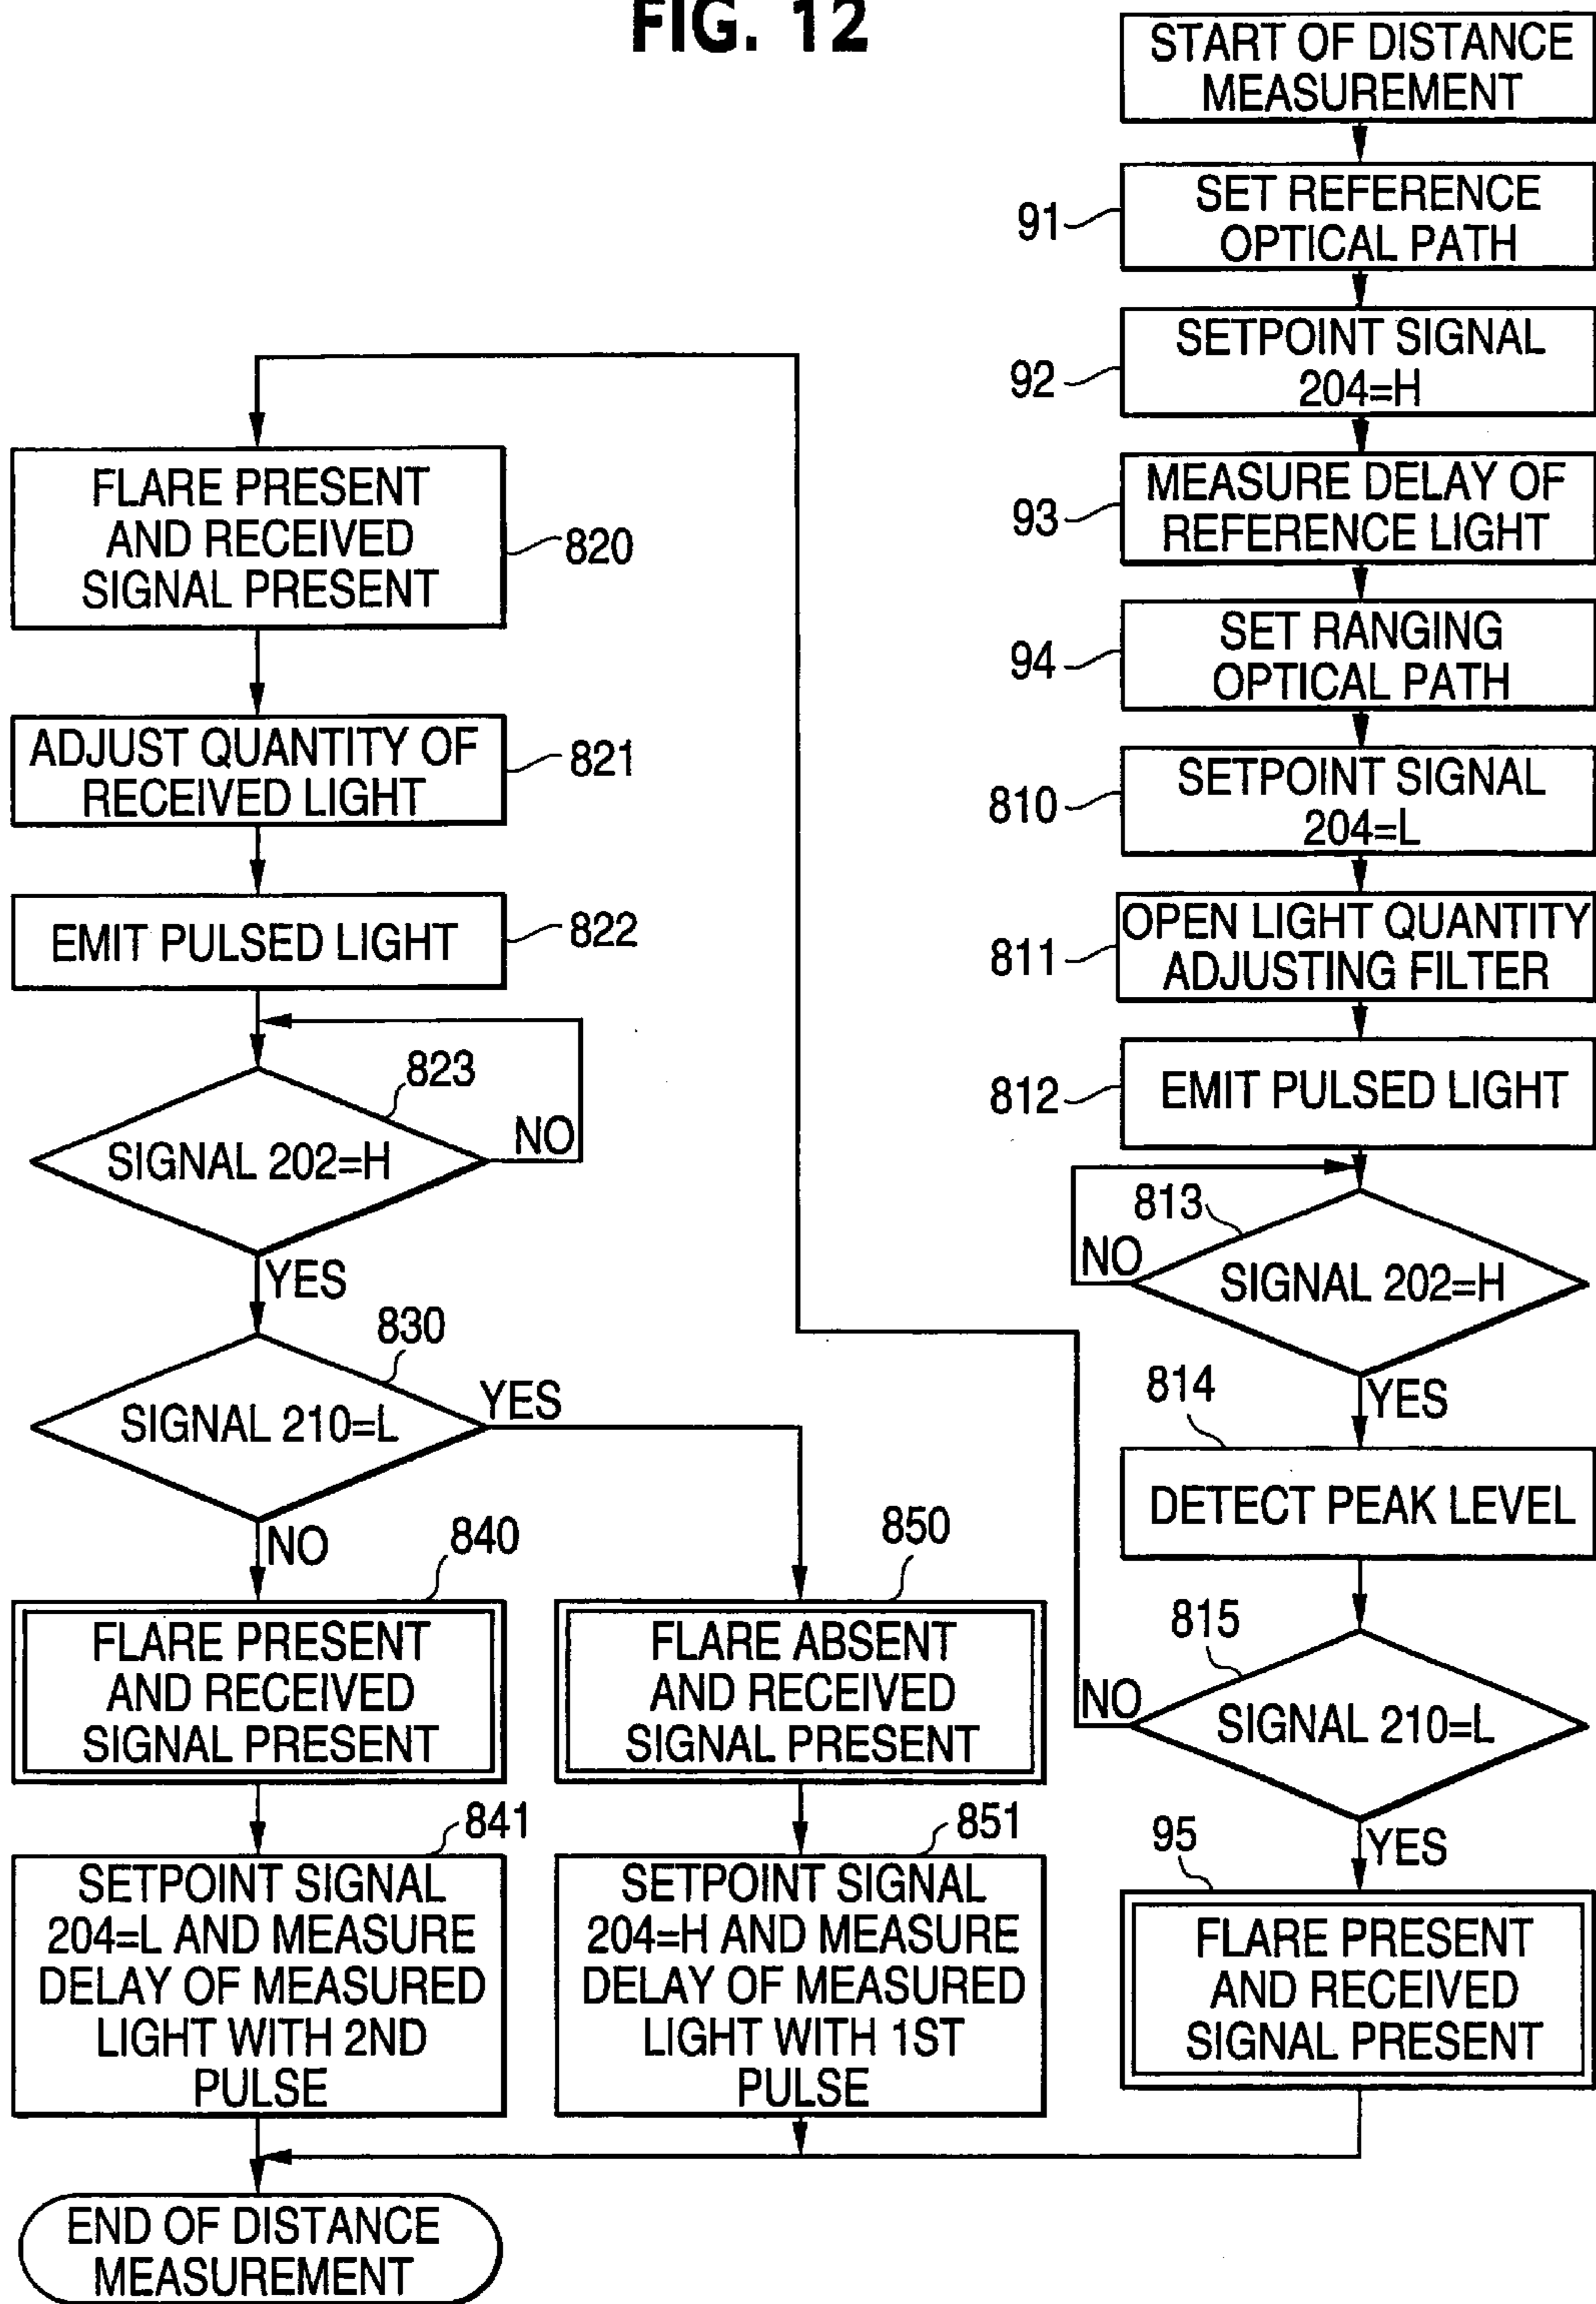 FIG. 12
START OF DISTANCE
MEASUREMENT
91
SET REFERENCE
OPTICAL PATH
92
SETPOINT SIGNAL
204=H
93
MEASURE DELAY OF
REFERENCE LIGHT
94
SET RANGING
OPTICAL PATH
810
SETPOINT SIGNAL
204=L
811
OPEN LIGHT QUANTITY
ADJUSTING FILTER
812
EMIT PULSED LIGHT
813
NO
SIGNAL 202=H
YES
814
DETECT PEAK LEVEL
815
NO
SIGNAL 210=L
YES
95
FLARE PRESENT
AND RECEIVED
SIGNAL PRESENT
FLARE PRESENT
AND RECEIVED
SIGNAL PRESENT
820
ADJUST QUANTITY OF
RECEIVED LIGHT
821
EMIT PULSED LIGHT
822
823
SIGNAL 202=H
NO
YES
830
SIGNAL 210=L
YES
NO
840
FLARE PRESENT
AND RECEIVED
SIGNAL PRESENT
841
SETPOINT SIGNAL
204=L AND MEASURE
DELAY OF MEASURED
LIGHT WITH 2ND
PULSE
850
FLARE ABSENT
AND RECEIVED
SIGNAL PRESENT
851
SETPOINT SIGNAL
204=H AND MEASURE
DELAY OF MEASURED
LIGHT WITH 1ST
PULSE
END OF DISTANCE
MEASUREMENT